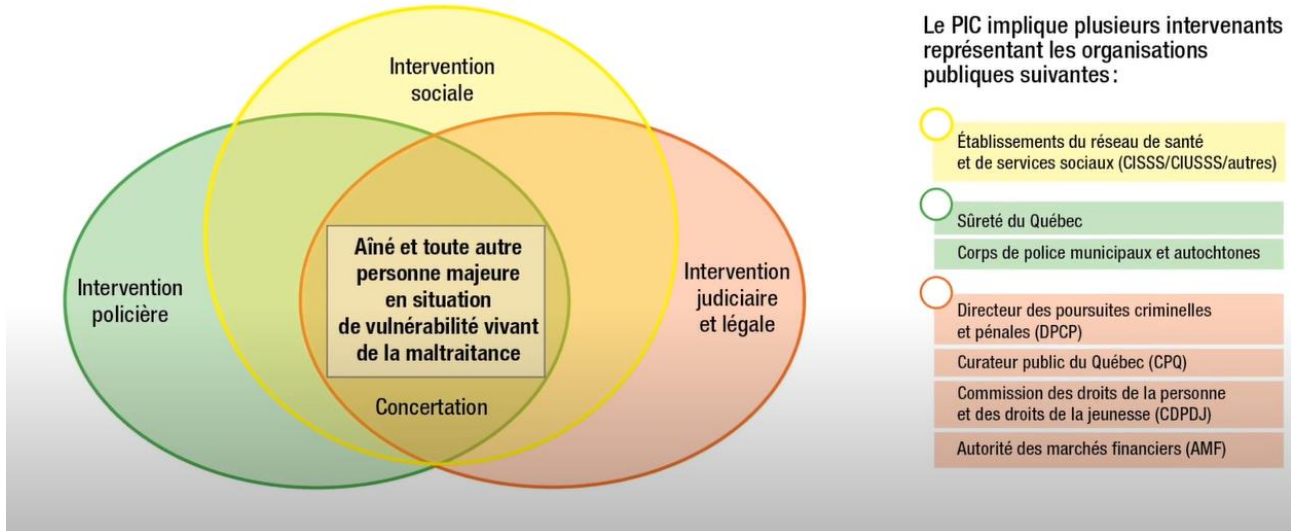 Intervention
sociale
Intervention
policière
Aîné et toute autre
personne majeure
en situation
de vulnérabilité vivant
de la maltraitance
Concertation
Intervention
judiciaire
et légale
Le PIC implique plusieurs intervenants
représentant les organisations
publiques suivantes :
Établissements du réseau de santé
et de services sociaux (CISSS/CIUSSS/autres)
Sûreté du Québec
Corps de police municipaux et autochtones
Directeur des poursuites criminelles
et pénales (DPCP)
Curateur public du Québec (CPQ)
Commission des droits de la personne
et des droits de la jeunesse (CDPDJ)
Autorité des marchés financiers (AMF)